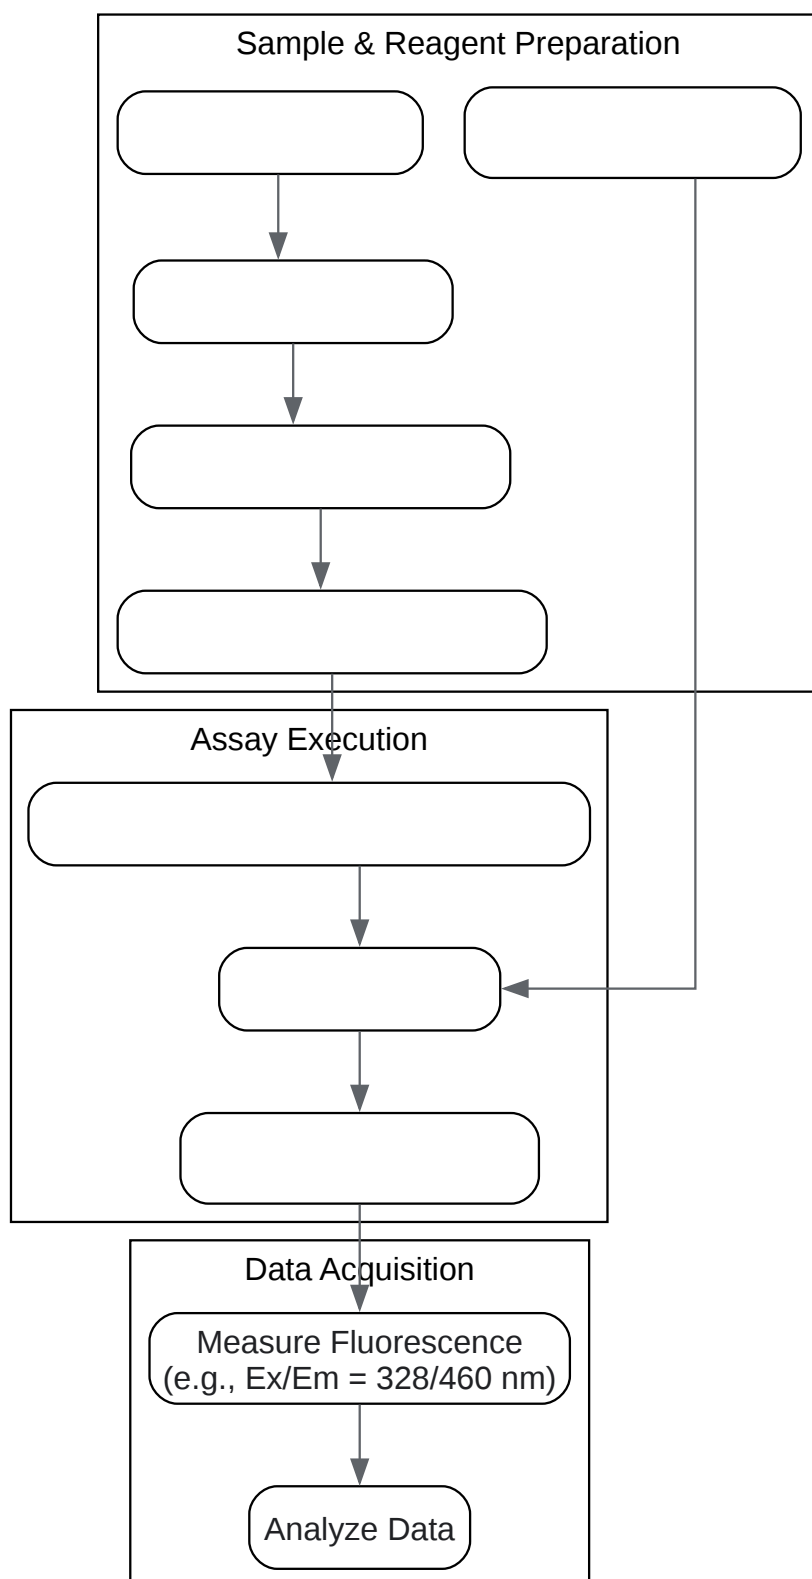 Sample & Reagent Preparation
Assay Execution
Data Acquisition
Measure Fluorescence
(e.g., Ex/Em = 328/460 nm)
Analyze Data